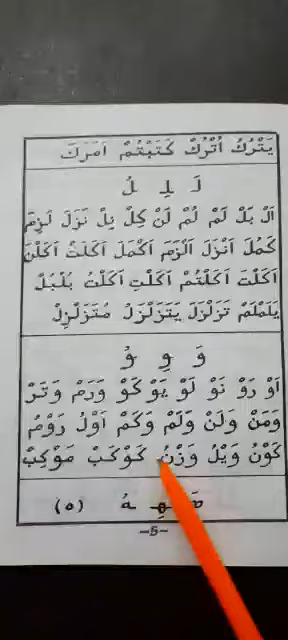 يَتْرُكُ اُتْرُكْ كَتَبْتُمْ اَمَرَكَ
لَ لِ لُ
اَلْ بَلْ لَمْ لُمْ لَنْ كِلْ يِلْ نَزَلَ لَزِمَ
كَمُلَ اَنْزَلَ اَلْزَمَ اَكْمَلَ اَكَلَتْ اَكَلْنَ
اَكَلْتَ اَكَلْتُمْ اَكَلْتِ اَكَلْتُ بُلْبُلْ
يَلَمْلَمْ تَزَلْزَلَ يَتَزَلْزَلُ مُتَزَلْزِلْ
وَ وِ وُ
اَوْ رَوْ نَوْ لَوْ يَوْ كَوْ وَرَمْ وَتَرْ
وَمَنْ وَلَنْ وَلَمْ وَكَمْ اَوْلُ رَوْمُ
كَوْنُ وَيْلُ وَزْنُ كَوْكَبْ مَوْكِبْ
هِ هُ (٥)
-5-